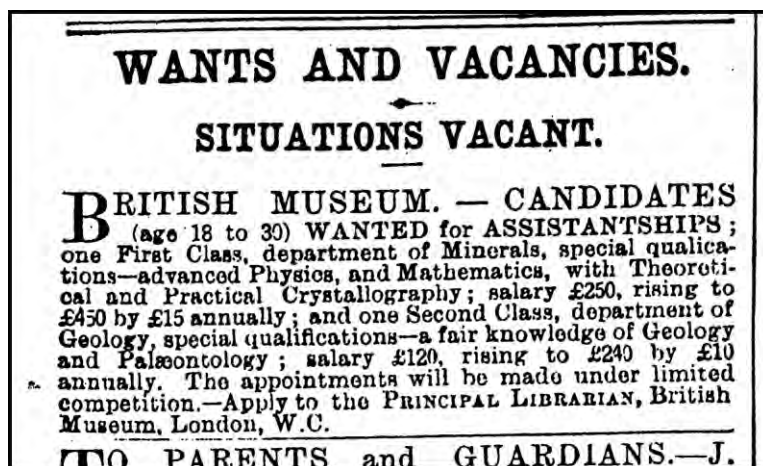 WANTS AND VACANCIES.
SITUATIONS VACANT.
BRITISH MUSEUM. — CANDIDATES
(age 18 to 30) WANTED for ASSISTANTSHIPS ;
one First Class, department of Minerals, special qualica-
tions—advanced Physics, and Mathematics, with Theoreti-
cal and Practical Crystallography ; salary £250, rising to
£450 by £15 annually ; and one Second Class, department of
Geology, special qualifications—a fair knowledge of Geology
and Palæontology ; salary £120, rising to £240 by £10
annually. The appointments will be made under limited
competition.—Apply to the PRINCIPAL LIBRARIAN, British
Museum, London, W.C.
TO PARENTS and GUARDIANS.—J.